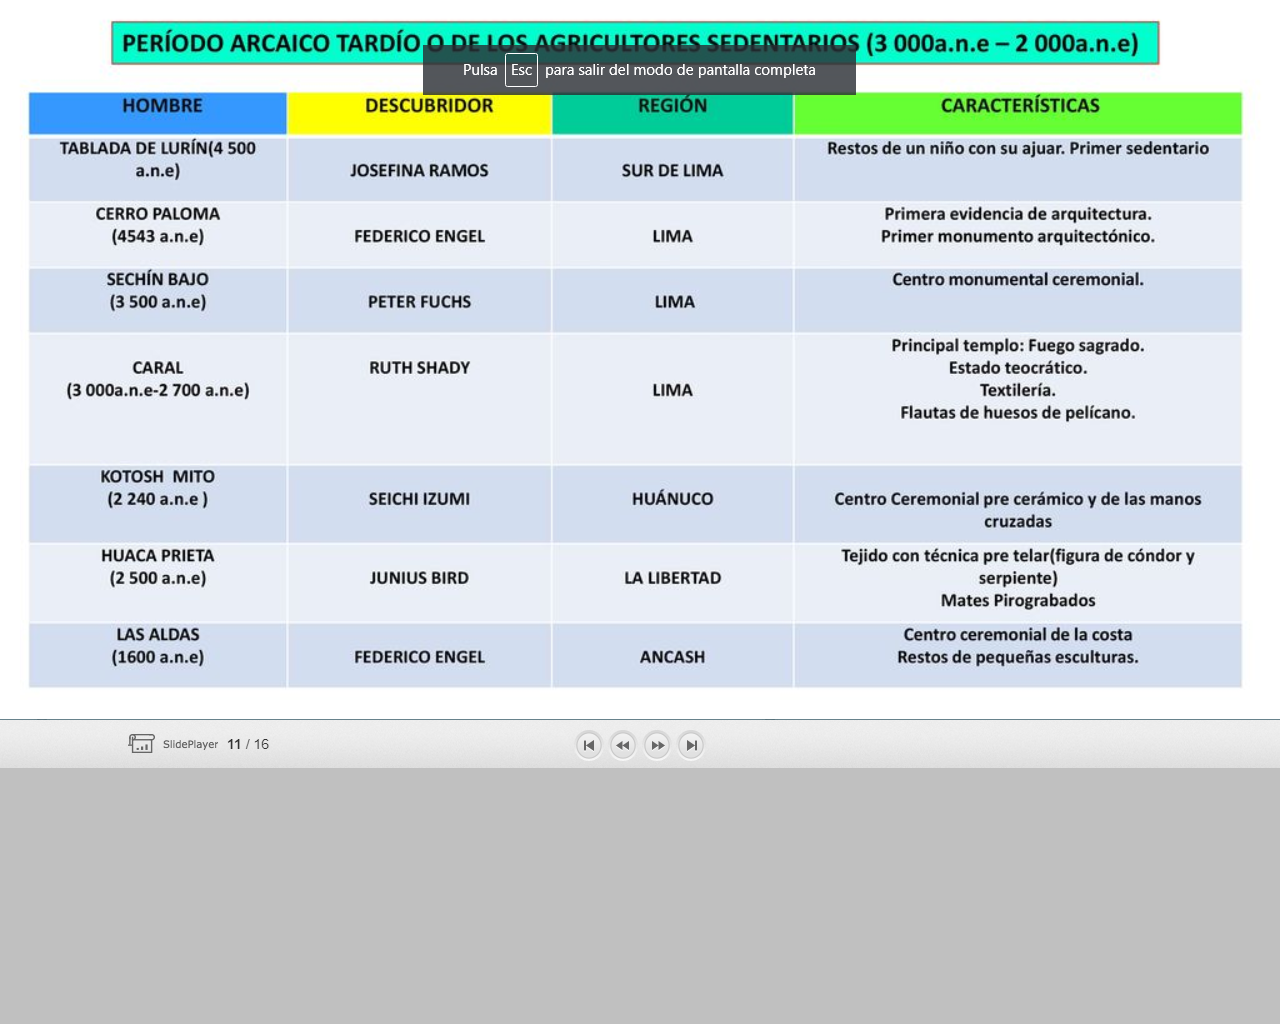 PERÍODO ARCAICO TARDÍO O DE LOS AGRICULTORES SEDENTARIOS (3 000a.n.e – 2 000a.n.e)
Pulsa Esc para salir del modo de pantalla completa
HOMBRE DESCUBRIDOR REGIÓN CARACTERÍSTICAS
TABLADA DE LURÍN(4 500
a.n.e)
JOSEFINA RAMOS
SUR DE LIMA
Restos de un niño con su ajuar. Primer sedentario
CERRO PALOMA
(4543 a.n.e)
FEDERICO ENGEL
LIMA
Primera evidencia de arquitectura.
Primer monumento arquitectónico.
SECHÍN BAJO
(3 500 a.n.e)
PETER FUCHS
LIMA
Centro monumental ceremonial.
CARAL
(3 000a.n.e-2 700 a.n.e)
RUTH SHADY
LIMA
Principal templo: Fuego sagrado.
Estado teocrático.
Textilería.
Flautas de huesos de pelícano.
KOTOSH MITO
(2 240 a.n.e )
SEICHI IZUMI
HUÁNUCO
Centro Ceremonial pre cerámico y de las manos
cruzadas
HUACA PRIETA
(2 500 a.n.e)
JUNIUS BIRD
LA LIBERTAD
Tejido con técnica pre telar(figura de cóndor y
serpiente)
Mates Pirograbados
LAS ALDAS
(1600 a.n.e)
FEDERICO ENGEL
ANCASH
Centro ceremonial de la costa
Restos de pequeñas esculturas.
SlidePlayer 11 / 16